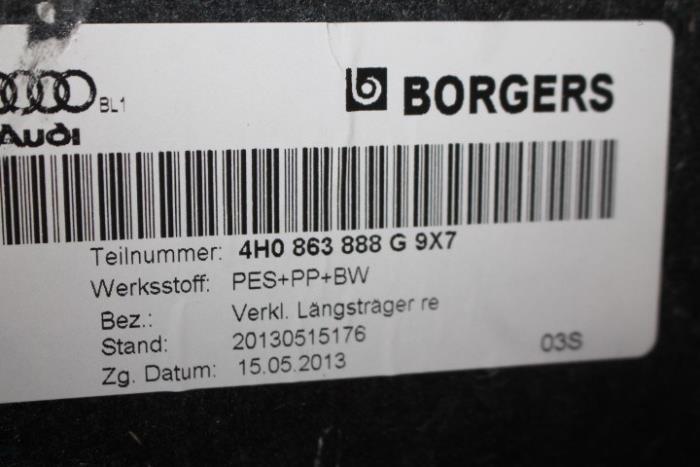 BL1
BORGERS
Audi
Teilnummer: 4H0 863 888 G 9X7
Werksstoff: PES+PP+BW
Bez.: Verkl. Längsträger re
Stand: 20130515176
Zg. Datum: 15.05.2013
03S